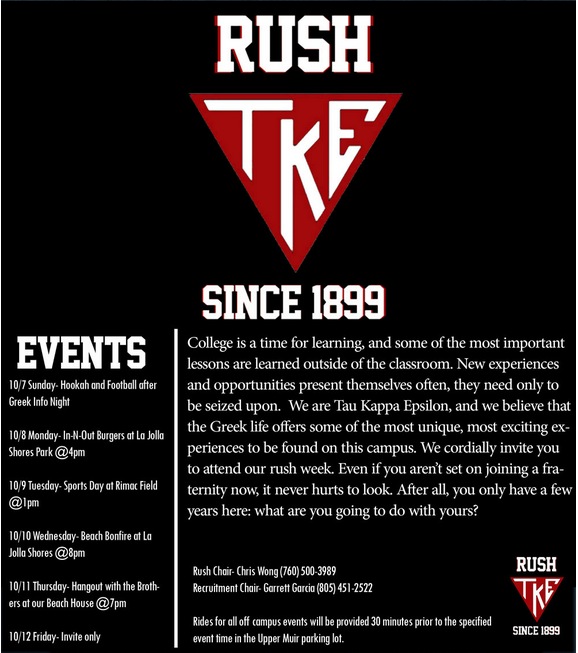 RUSH
TKE
SINCE 1899
EVENTS
10/7 Sunday- Hookah and Football after
Greek Info Night
10/8 Monday- In-N-Out Burgers at La Jolla
Shores Park @4pm
10/9 Tuesday- Sports Day at Rimac Field
@1pm
10/10 Wednesday- Beach Bonfire at La
Jolla Shores @8pm
10/11 Thursday- Hangout with the Broth-
ers at our Beach House @7pm
10/12 Friday- Invite only
College is a time for learning, and some of the most important
lessons are learned outside of the classroom. New experiences
and opportunities present themselves often, they need only to
be seized upon.  We are Tau Kappa Epsilon, and we believe that
the Greek life offers some of the most unique, most exciting ex-
periences to be found on this campus. We cordially invite you
to attend our rush week. Even if you aren't set on joining a fra-
ternity now, it never hurts to look. After all, you only have a few
years here: what are you going to do with yours?
Rush Chair- Chris Wong (760) 500-3989
Recruitment Chair- Garrett Garcia (805) 451-2522
Rides for all off campus events will be provided 30 minutes prior to the specified
event time in the Upper Muir parking lot.
RUSH
TKE
SINCE 1899